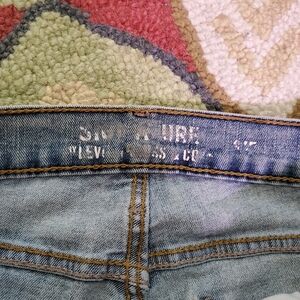 SIGNATURE
"LEVI STRAUSS & CO."